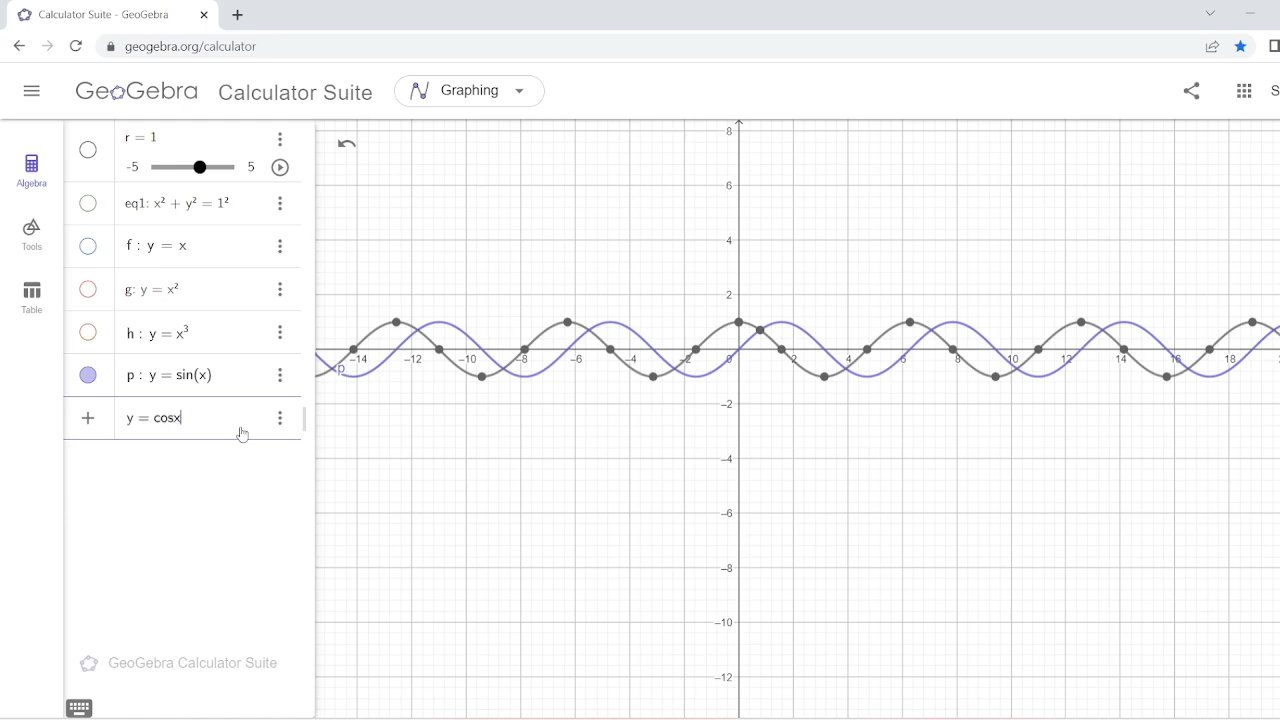 Calculator Suite - GeoGebra
geogebra.org/calculator
GeoGebra Calculator Suite Graphing S
r = 1
-5 5
eq1: x² + y² = 1²
f : y = x
g: y = x²
h : y = x³
p : y = sin(x)
y = cosx
Algebra
Tools
Table
GeoGebra Calculator Suite
8
6
4
2
−14 −12 −10 −8 −6 −4 −2 0 2 4 6 8 10 12 14 16 18
p
−2
−4
−6
−8
−10
−12